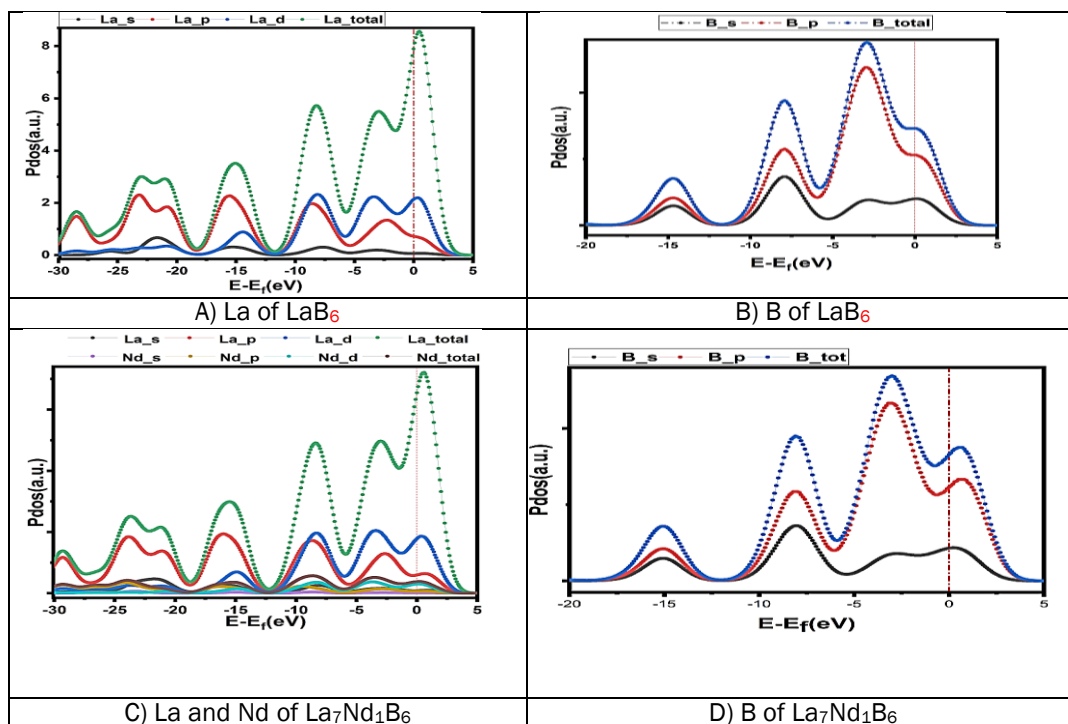 La_s La_p La_d La_total
Pdos(a.u.)
8
6
4
2
0
-30 -25 -20 -15 -10 -5 0 5
E-Ef(eV)
A) La of LaB6
B_s B_p B_total
Pdos(a.u.)
-20 -15 -10 -5 0 5
E-Ef(eV)
B) B of LaB6
La_s La_p La_d La_total
Nd_s Nd_p Nd_d Nd_total
Pdos(a.u.)
-30 -25 -20 -15 -10 -5 0 5
E-Ef(eV)
C) La and Nd of La7Nd1B6
B_s B_p B_tot
Pdos(a.u.)
-20 -15 -10 -5 0 5
E-Ef(eV)
D) B of La7Nd1B6